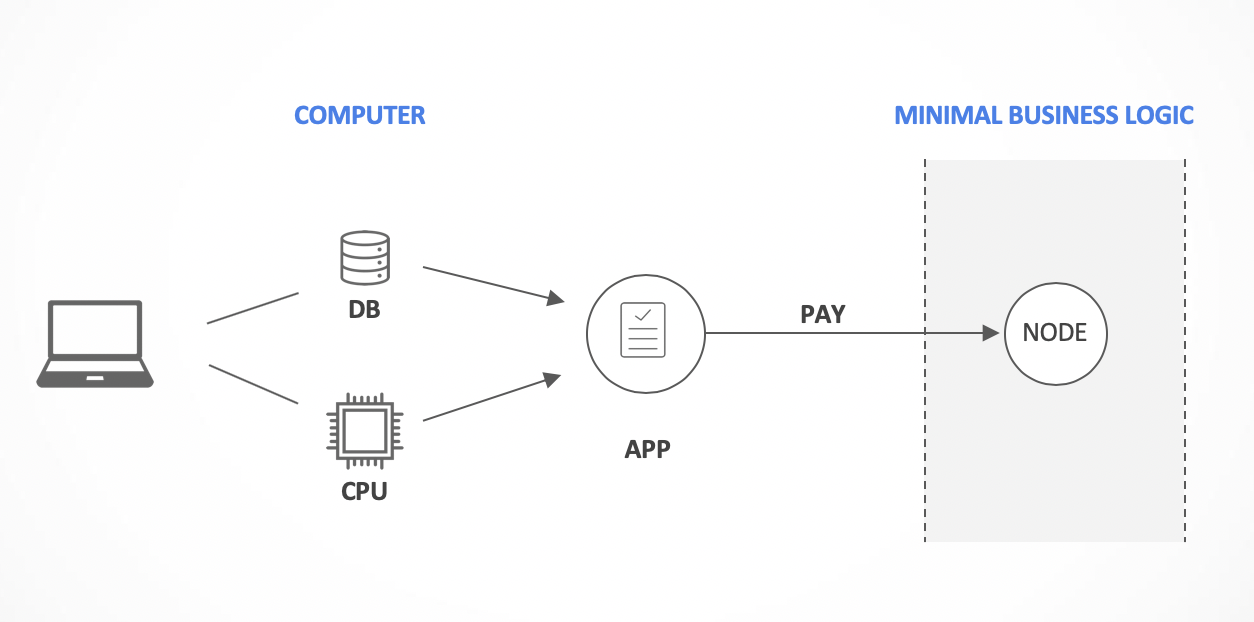 COMPUTER
MINIMAL BUSINESS LOGIC
DB
PAY
NODE
APP
CPU